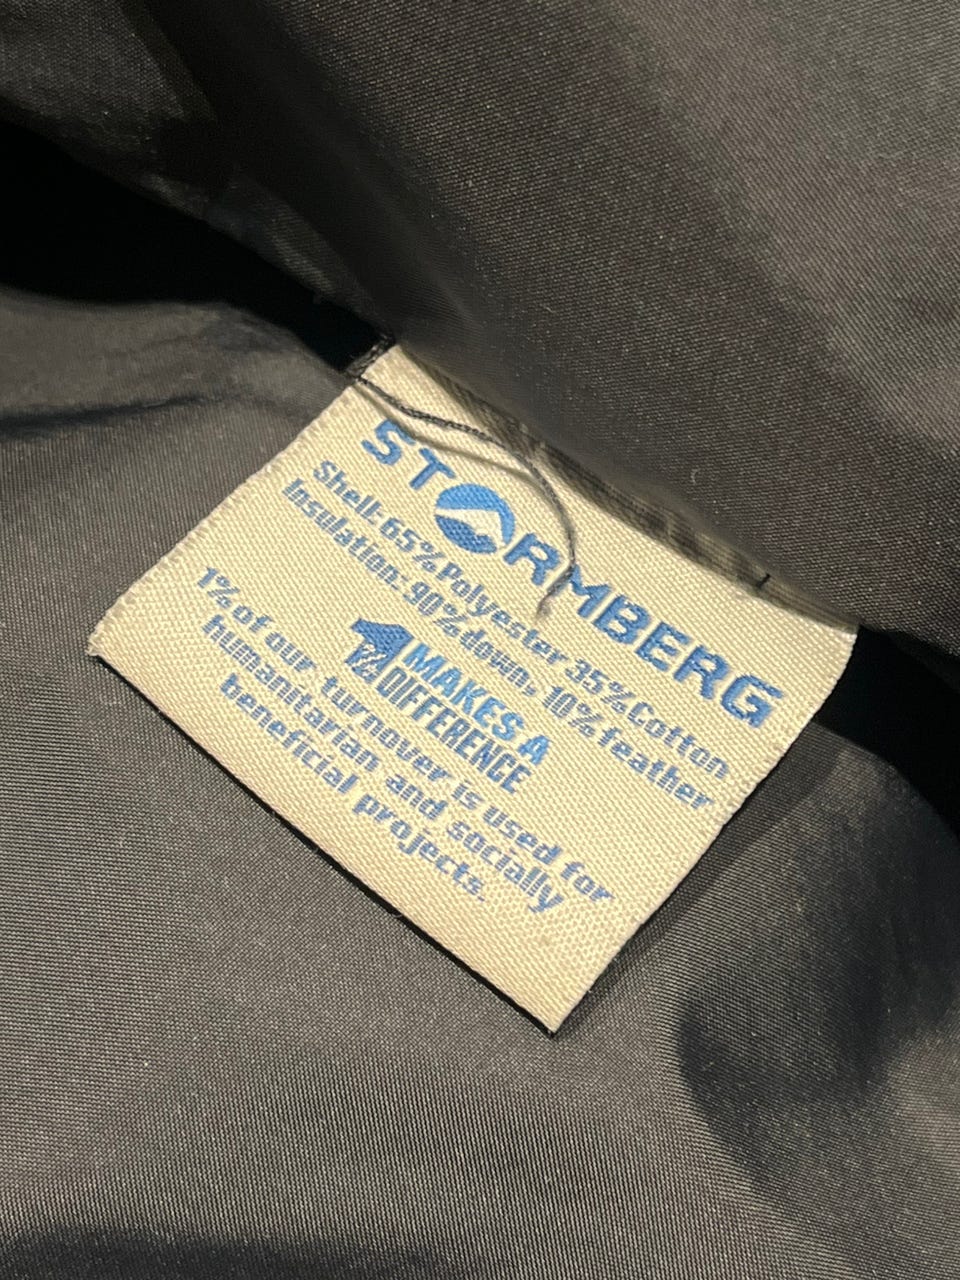 STORMBERG
Shell: 65% Polyester 35% Cotton
Insulation: 90% down, 10% feather
1% MAKES A
DIFFERENCE
1% of our turnover is used for
humanitarian and socially
beneficial projects.